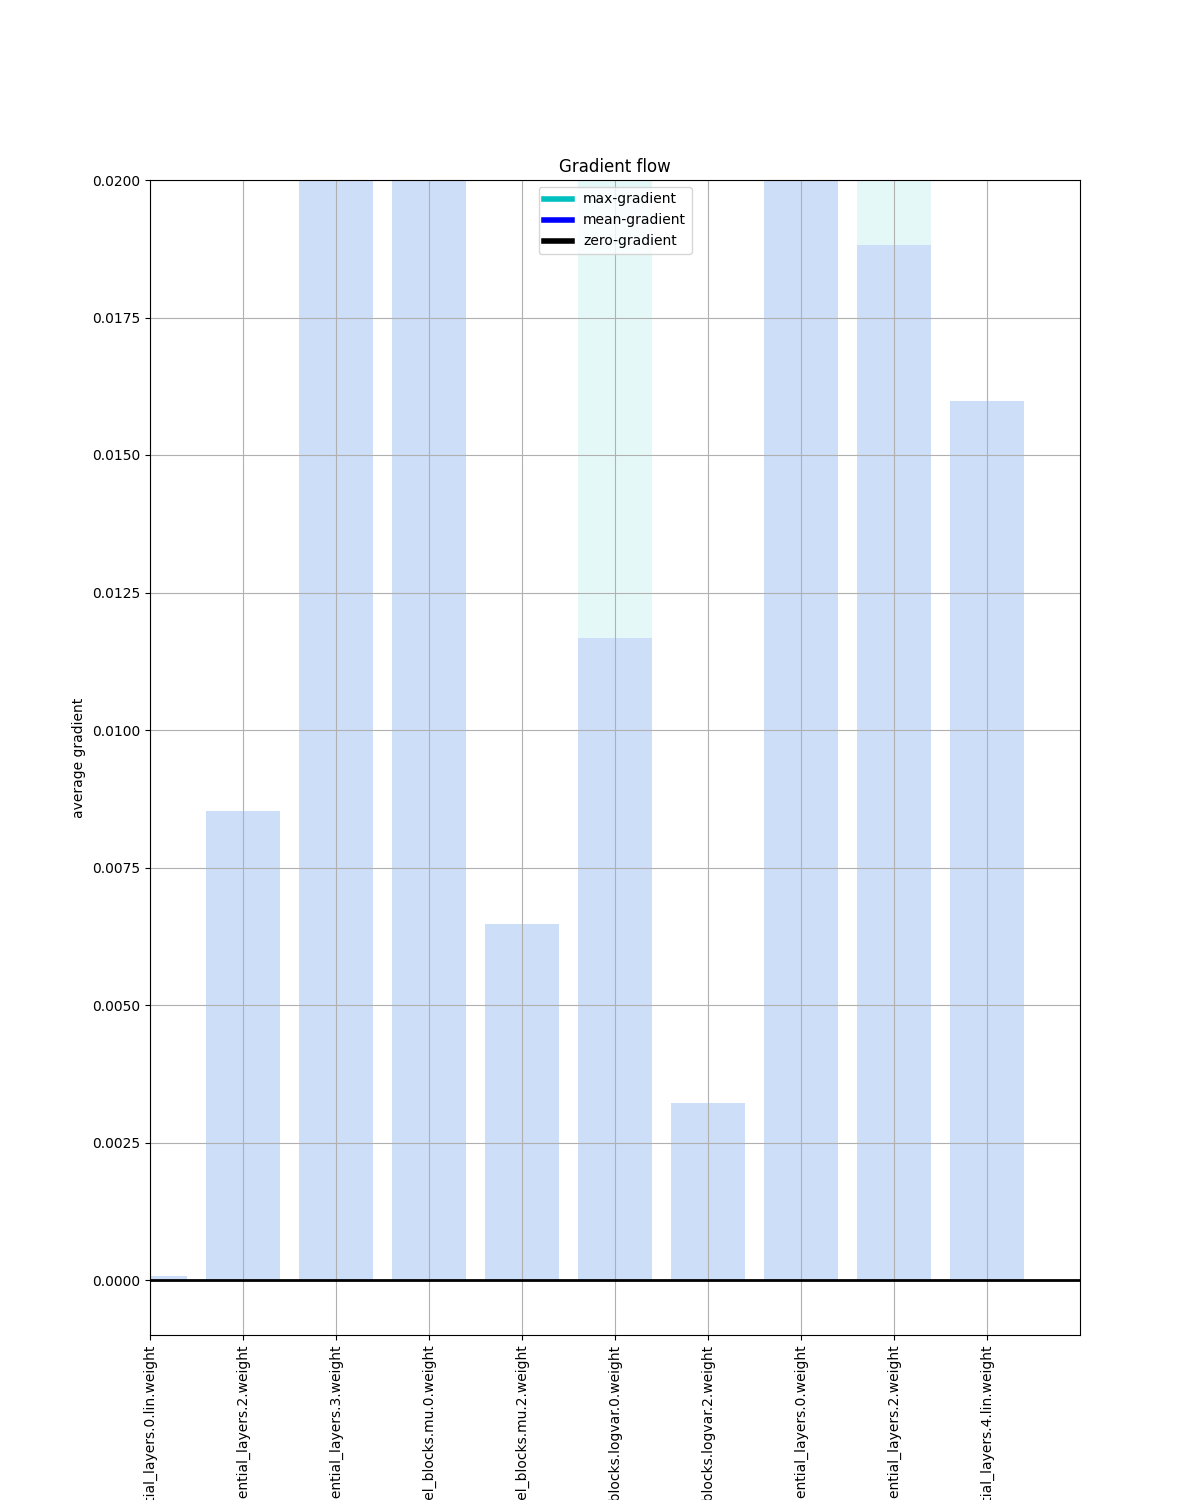 Gradient flow
max-gradient
mean-gradient
zero-gradient
0.0200
0.0175
0.0150
0.0125
0.0100
0.0075
0.0050
0.0025
0.0000
average gradient
tial_layers.0.lin.weight
ential_layers.2.weight
ential_layers.3.weight
el_blocks.mu.0.weight
el_blocks.mu.2.weight
blocks.logvar.0.weight
blocks.logvar.2.weight
ential_layers.0.weight
ential_layers.2.weight
tial_layers.4.lin.weight